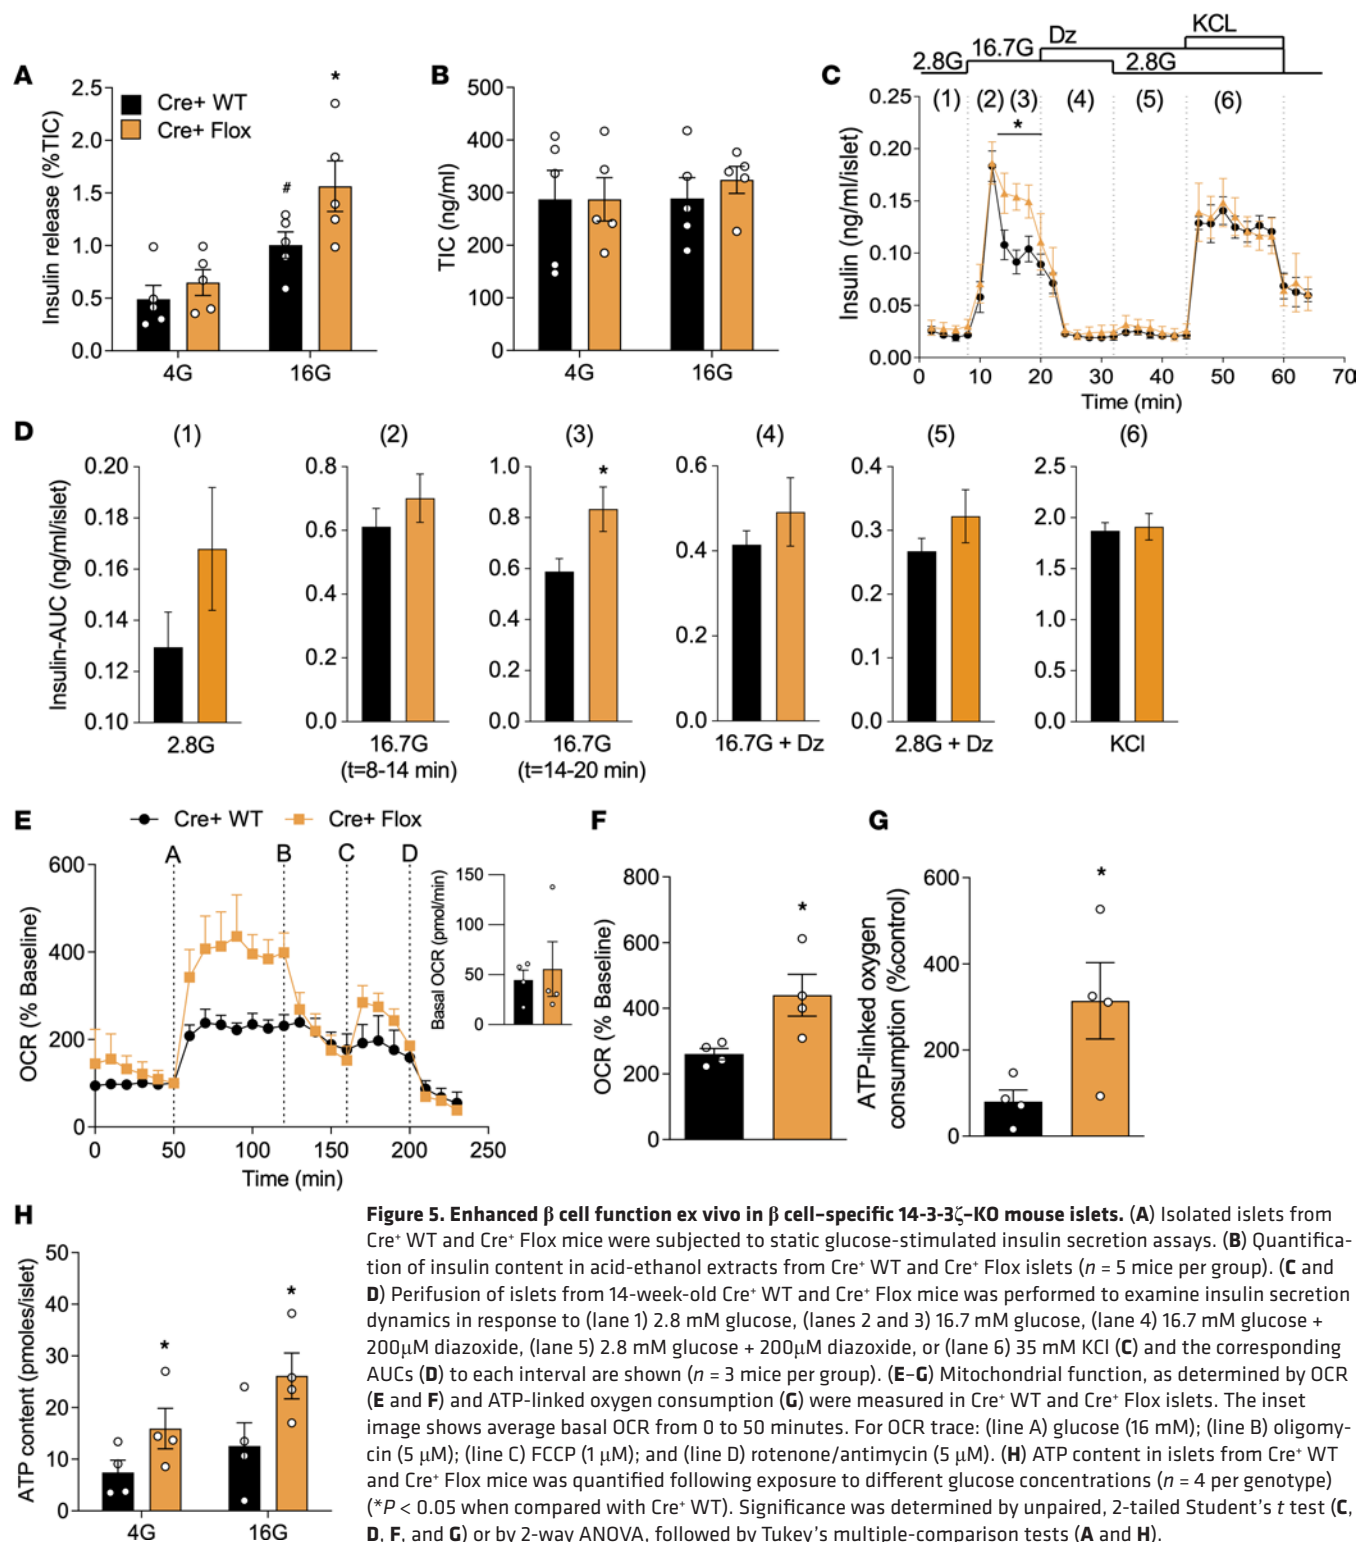 A
Insulin release (%TIC)
2.5
2.0
1.5
1.0
0.5
0.0
Cre+ WT
Cre+ Flox
#
*
4G
16G
B
TIC (ng/ml)
500
400
300
200
100
0
4G
16G
C
2.8G
16.7G
Dz
2.8G
KCL
(1)
(2)
(3)
(4)
(5)
(6)
*
Insulin (ng/ml/islet)
0.25
0.20
0.15
0.10
0.05
0.00
0 10 20 30 40 50 60 70
Time (min)
D
Insulin-AUC (ng/ml/islet)
(1)
0.20
0.18
0.16
0.14
0.12
0.10
2.8G
(2)
0.8
0.6
0.4
0.2
0.0
16.7G
(t=8-14 min)
(3)
1.0
0.8
0.6
0.4
0.2
0.0
*
16.7G
(t=14-20 min)
(4)
0.6
0.4
0.2
0.0
16.7G + Dz
(5)
0.4
0.3
0.2
0.1
0.0
2.8G + Dz
(6)
2.5
2.0
1.5
1.0
0.5
0.0
KCl
E
Cre+ WT
Cre+ Flox
OCR (% Baseline)
600
400
200
0
A
B
C
D
0 50 100 150 200 250
Time (min)
Basal OCR (pmol/min)
150
100
50
0
F
OCR (% Baseline)
800
600
400
200
0
*
G
ATP-linked oxygen
consumption (%control)
600
400
200
0
*
H
ATP content (pmoles/islet)
50
40
30
20
10
0
*
*
4G
16G
Figure 5. Enhanced β cell function ex vivo in β cell–specific 14-3-3ζ–KO mouse islets. (A) Isolated islets from
Cre⁺ WT and Cre⁺ Flox mice were subjected to static glucose-stimulated insulin secretion assays. (B) Quantifica-
tion of insulin content in acid-ethanol extracts from Cre⁺ WT and Cre⁺ Flox islets (n = 5 mice per group). (C and
D) Perifusion of islets from 14-week-old Cre⁺ WT and Cre⁺ Flox mice was performed to examine insulin secretion
dynamics in response to (lane 1) 2.8 mM glucose, (lanes 2 and 3) 16.7 mM glucose, (lane 4) 16.7 mM glucose +
200μM diazoxide, (lane 5) 2.8 mM glucose + 200μM diazoxide, or (lane 6) 35 mM KCl (C) and the corresponding
AUCs (D) to each interval are shown (n = 3 mice per group). (E–G) Mitochondrial function, as determined by OCR
(E and F) and ATP-linked oxygen consumption (G) were measured in Cre⁺ WT and Cre⁺ Flox islets. The inset
image shows average basal OCR from 0 to 50 minutes. For OCR trace: (line A) glucose (16 mM); (line B) oligomy-
cin (5 μM); (line C) FCCP (1 μM); and (line D) rotenone/antimycin (5 μM). (H) ATP content in islets from Cre⁺ WT
and Cre⁺ Flox mice was quantified following exposure to different glucose concentrations (n = 4 per genotype)
(*P < 0.05 when compared with Cre⁺ WT). Significance was determined by unpaired, 2-tailed Student’s t test (C,
D, F, and G) or by 2-way ANOVA, followed by Tukey’s multiple-comparison tests (A and H).